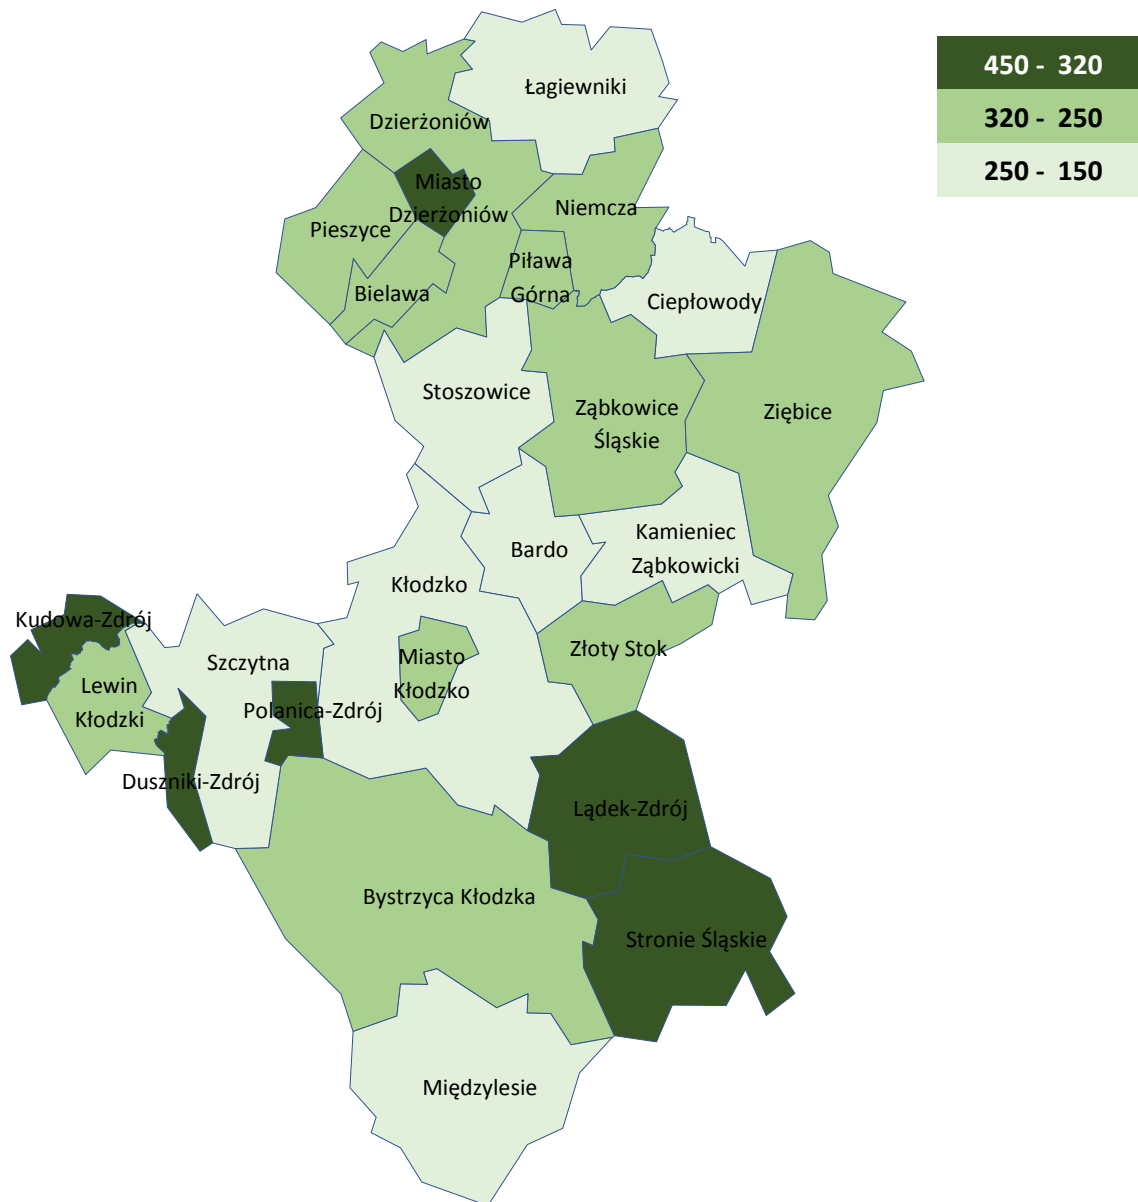 450 - 320
320 - 250
250 - 150
Łagiewniki
Dzierżoniów
Miasto
Dzierżoniów
Niemcza
Pieszyce
Piława
Górna
Bielawa
Ciepłowody
Stoszowice
Ząbkowice
Śląskie
Ziębice
Kamieniec
Ząbkowicki
Bardo
Kłodzko
Kudowa-Zdrój
Szczytna
Miasto
Kłodzko
Złoty Stok
Lewin
Kłodzki
Polanica-Zdrój
Duszniki-Zdrój
Lądek-Zdrój
Bystrzyca Kłodzka
Stronie Śląskie
Międzylesie